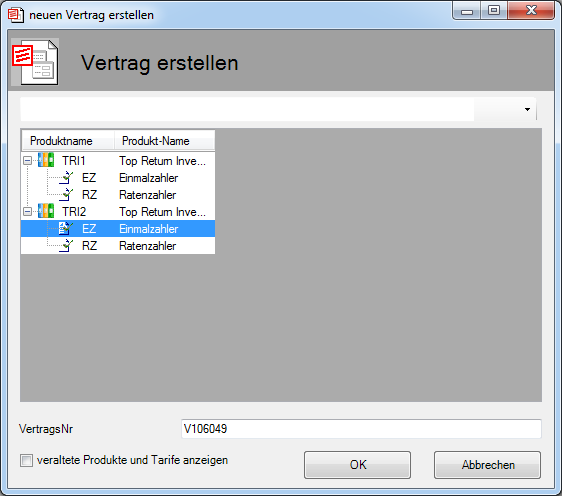 neuen Vertrag erstellen
Vertrag erstellen
Produktname Produkt-Name
TRI1 Top Return Inve...
EZ Einmalzahler
RZ Ratenzahler
TRI2 Top Return Inve...
EZ Einmalzahler
RZ Ratenzahler
VertragsNr V106049
veraltete Produkte und Tarife anzeigen OK Abbrechen